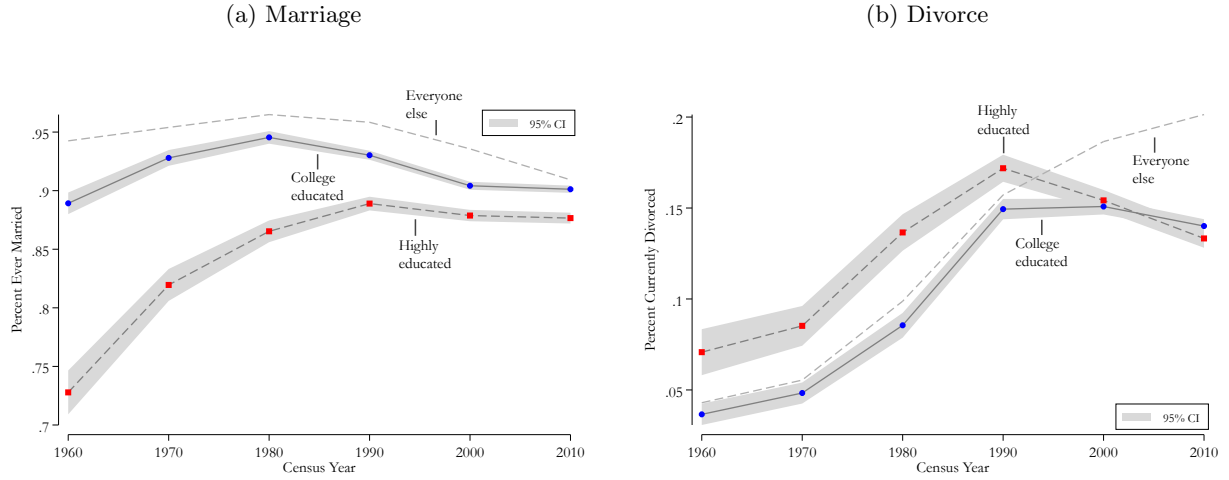 (a) Marriage
Percent Ever Married
.95
.9
.85
.8
.75
.7
1960
1970
1980
1990
2000
2010
Census Year
Everyone
else
College
educated
Highly
educated
95% CI
(b) Divorce
Percent Currently Divorced
.2
.15
.1
.05
1960
1970
1980
1990
2000
2010
Census Year
Highly
educated
Everyone
else
College
educated
95% CI